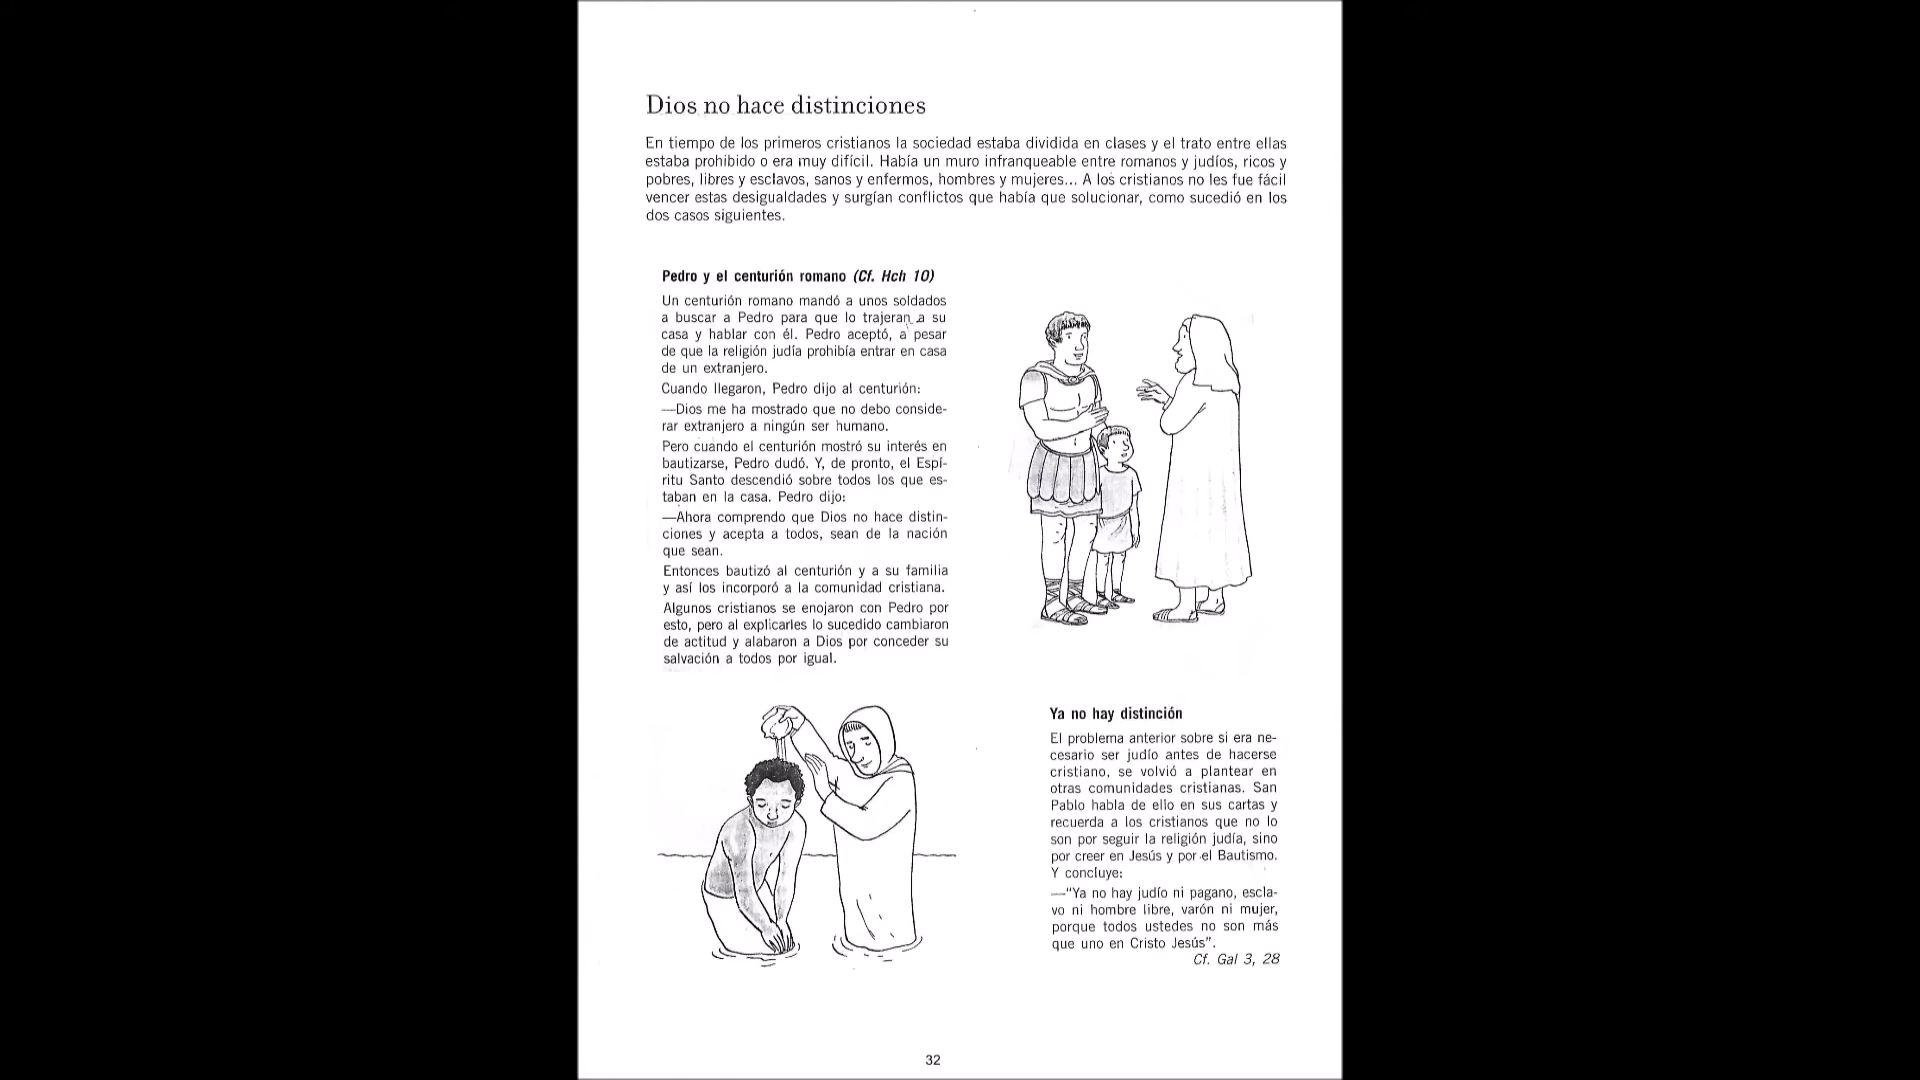 Dios no hace distinciones
En tiempo de los primeros cristianos la sociedad estaba dividida en clases y el trato entre ellas
estaba prohibido o era muy difícil. Había un muro infranqueable entre romanos y judíos, ricos y
pobres, libres y esclavos, sanos y enfermos, hombres y mujeres... A los cristianos no les fue fácil
vencer estas desigualdades y surgían conflictos que había que solucionar, como sucedió en los
dos casos siguientes.
Pedro y el centurión romano (Cf. Hch 10)
Un centurión romano mandó a unos soldados
a buscar a Pedro para que lo trajeran a su
casa y hablar con él. Pedro aceptó, a pesar
de que la religión judía prohibía entrar en casa
de un extranjero.
Cuando llegaron, Pedro dijo al centurión:
—Dios me ha mostrado que no debo conside-
rar extranjero a ningún ser humano.
Pero cuando el centurión mostró su interés en
bautizarse, Pedro dudó. Y, de pronto, el Espí-
ritu Santo descendió sobre todos los que es-
taban en la casa. Pedro dijo:
—Ahora comprendo que Dios no hace distin-
ciones y acepta a todos, sean de la nación
que sean.
Entonces bautizó al centurión y a su familia
y así los incorporó a la comunidad cristiana.
Algunos cristianos se enojaron con Pedro por
esto, pero al explicarles lo sucedido cambiaron
de actitud y alabaron a Dios por conceder su
salvación a todos por igual.
Ya no hay distinción
El problema anterior sobre si era ne-
cesario ser judío antes de hacerse
cristiano, se volvió a plantear en
otras comunidades cristianas. San
Pablo habla de ello en sus cartas y
recuerda a los cristianos que no lo
son por seguir la religión judía, sino
por creer en Jesús y por el Bautismo.
Y concluye:
—"Ya no hay judío ni pagano, escla-
vo ni hombre libre, varón ni mujer,
porque todos ustedes no son más
que uno en Cristo Jesús".
Cf. Gal 3, 28
32